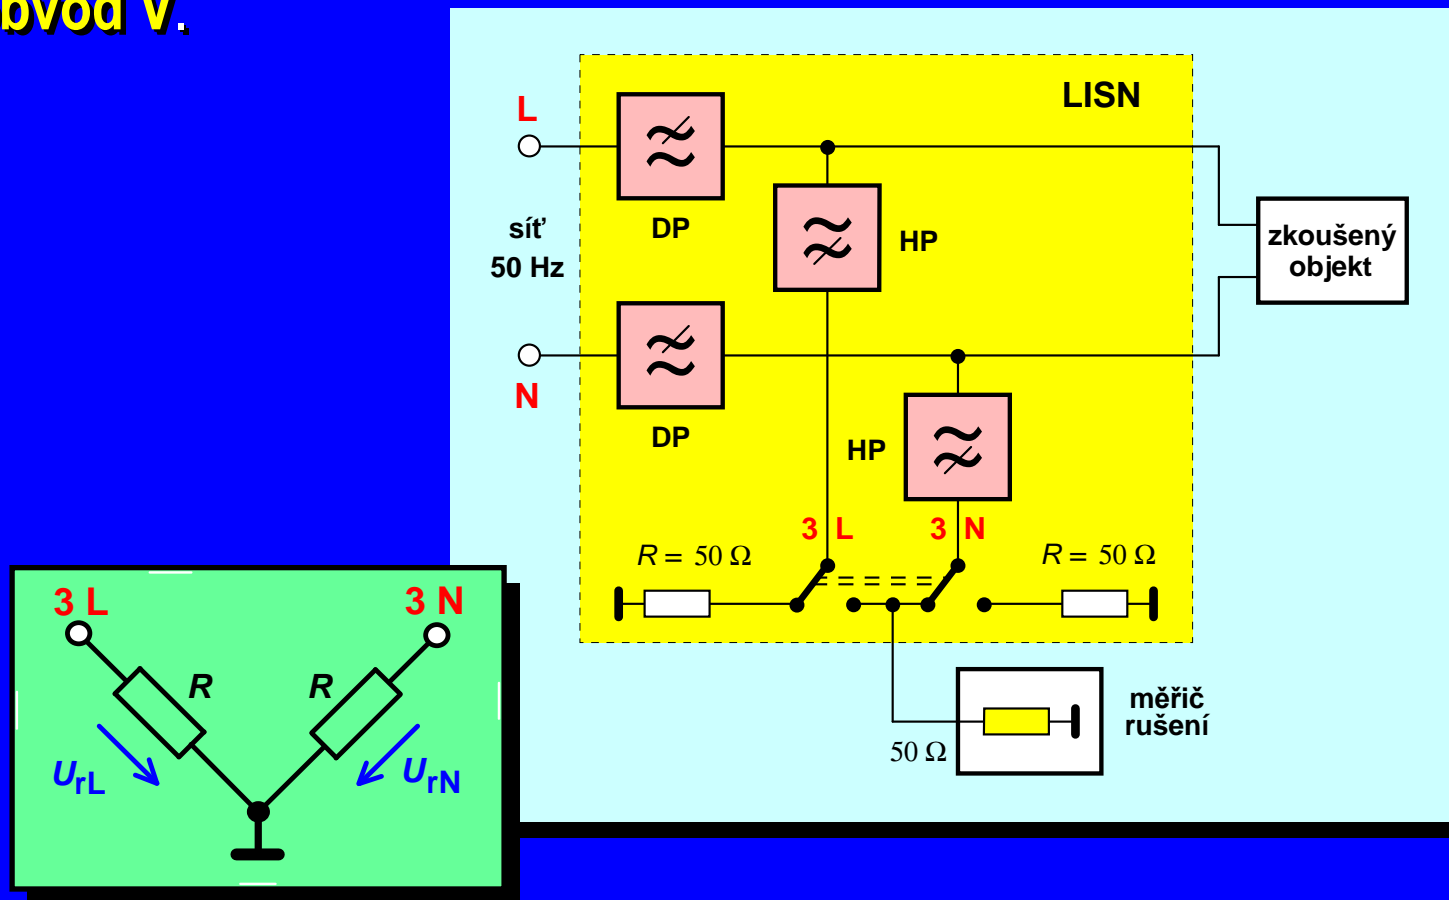 bvod V.
LISN
L
DP
HP
síť
50 Hz
zkoušený
objekt
N
DP
HP
3 L
3 N
R = 50 Ω
R = 50 Ω
měřič
rušení
50 Ω
3 L
3 N
R
R
UrL
UrN